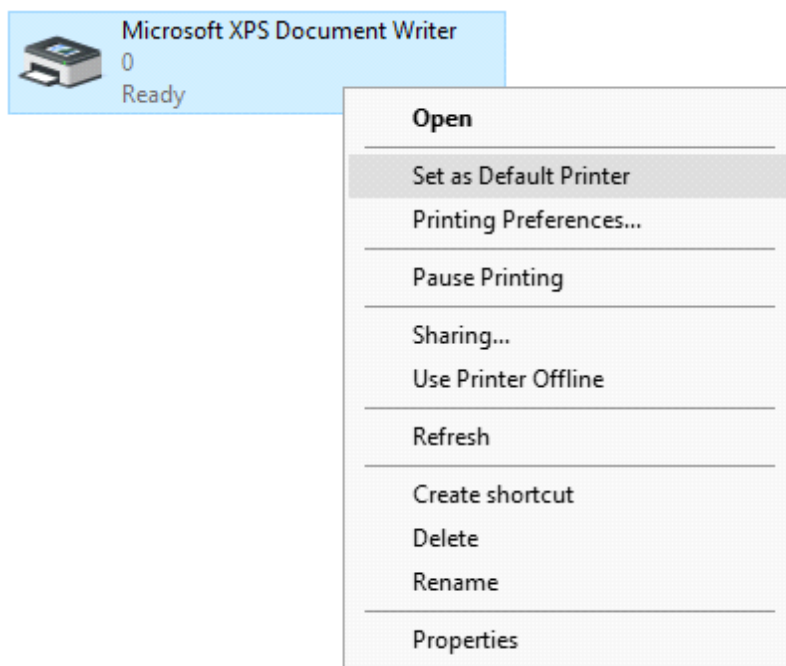 Microsoft XPS Document Writer
0
Ready
Open
Set as Default Printer
Printing Preferences...
Pause Printing
Sharing...
Use Printer Offline
Refresh
Create shortcut
Delete
Rename
Properties